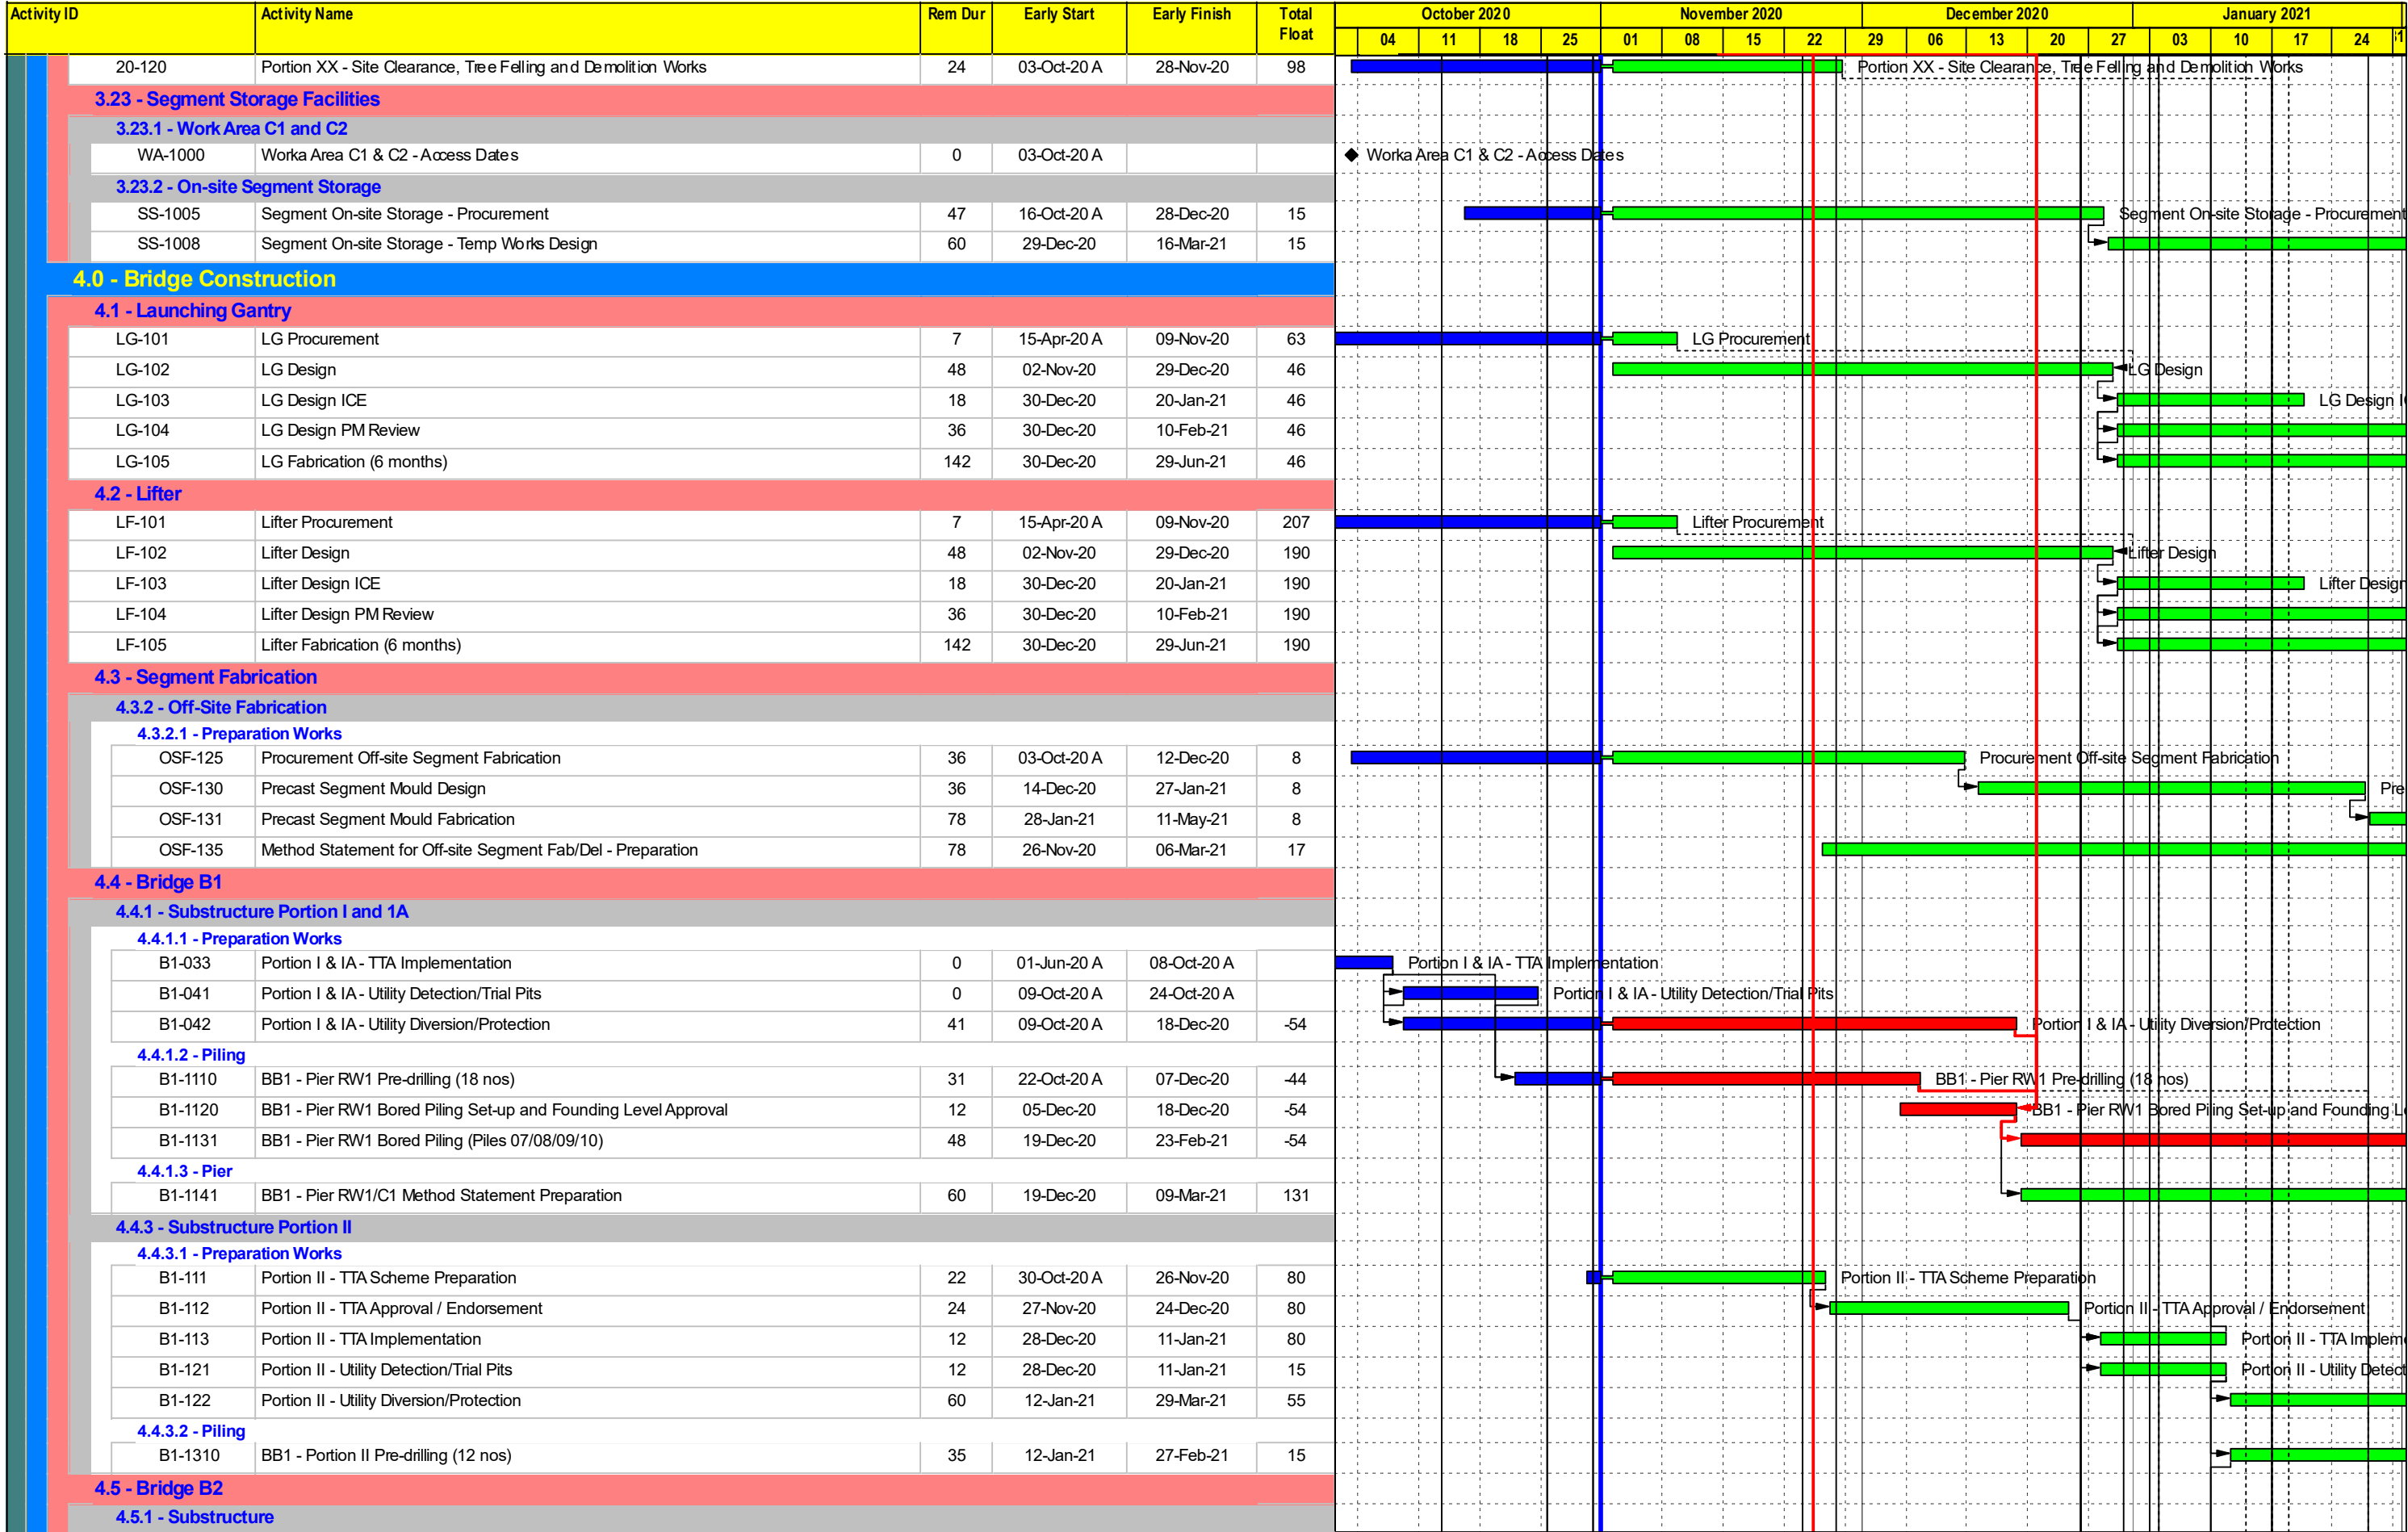 Activity ID Activity Name Rem Dur Early Start Early Finish Total Float October 2020 November 2020 December 2020 January 2021
04 11 18 25 01 08 15 22 29 06 13 20 27 03 10 17 24 31
20-120 Portion XX - Site Clearance, Tree Felling and Demolition Works 24 03-Oct-20 A 28-Nov-20 98 Portion XX - Site Clearance, Tree Felling and Demolition Works
3.23 - Segment Storage Facilities
3.23.1 - Work Area C1 and C2
WA-1000 Worka Area C1 & C2 - Access Dates 0 03-Oct-20 A Worka Area C1 & C2 - Access Dates
3.23.2 - On-site Segment Storage
SS-1005 Segment On-site Storage - Procurement 47 16-Oct-20 A 28-Dec-20 15 Segment On-site Storage - Procurement
SS-1008 Segment On-site Storage - Temp Works Design 60 29-Dec-20 16-Mar-21 15
4.0 - Bridge Construction
4.1 - Launching Gantry
LG-101 LG Procurement 7 15-Apr-20 A 09-Nov-20 63 LG Procurement
LG-102 LG Design 48 02-Nov-20 29-Dec-20 46 LG Design
LG-103 LG Design ICE 18 30-Dec-20 20-Jan-21 46 LG Design I
LG-104 LG Design PM Review 36 30-Dec-20 10-Feb-21 46
LG-105 LG Fabrication (6 months) 142 30-Dec-20 29-Jun-21 46
4.2 - Lifter
LF-101 Lifter Procurement 7 15-Apr-20 A 09-Nov-20 207 Lifter Procurement
LF-102 Lifter Design 48 02-Nov-20 29-Dec-20 190 Lifter Design
LF-103 Lifter Design ICE 18 30-Dec-20 20-Jan-21 190 Lifter Design
LF-104 Lifter Design PM Review 36 30-Dec-20 10-Feb-21 190
LF-105 Lifter Fabrication (6 months) 142 30-Dec-20 29-Jun-21 190
4.3 - Segment Fabrication
4.3.2 - Off-Site Fabrication
4.3.2.1 - Preparation Works
OSF-125 Procurement Off-site Segment Fabrication 36 03-Oct-20 A 12-Dec-20 8 Procurement Off-site Segment Fabrication
OSF-130 Precast Segment Mould Design 36 14-Dec-20 27-Jan-21 8 Pre
OSF-131 Precast Segment Mould Fabrication 78 28-Jan-21 11-May-21 8
OSF-135 Method Statement for Off-site Segment Fab/Del - Preparation 78 26-Nov-20 06-Mar-21 17
4.4 - Bridge B1
4.4.1 - Substructure Portion I and 1A
4.4.1.1 - Preparation Works
B1-033 Portion I & IA - TTA Implementation 0 01-Jun-20 A 08-Oct-20 A Portion I & IA - TTA Implementation
B1-041 Portion I & IA - Utility Detection/Trial Pits 0 09-Oct-20 A 24-Oct-20 A Portion I & IA - Utility Detection/Trial Pits
B1-042 Portion I & IA - Utility Diversion/Protection 41 09-Oct-20 A 18-Dec-20 -54 Portion I & IA - Utility Diversion/Protection
4.4.1.2 - Piling
B1-1110 BB1 - Pier RW1 Pre-drilling (18 nos) 31 22-Oct-20 A 07-Dec-20 -44 BB1 - Pier RW1 Pre-drilling (18 nos)
B1-1120 BB1 - Pier RW1 Bored Piling Set-up and Founding Level Approval 12 05-Dec-20 18-Dec-20 -54 BB1 - Pier RW1 Bored Piling Set-up and Founding L
B1-1131 BB1 - Pier RW1 Bored Piling (Piles 07/08/09/10) 48 19-Dec-20 23-Feb-21 -54
4.4.1.3 - Pier
B1-1141 BB1 - Pier RW1/C1 Method Statement Preparation 60 19-Dec-20 09-Mar-21 131
4.4.3 - Substructure Portion II
4.4.3.1 - Preparation Works
B1-111 Portion II - TTA Scheme Preparation 22 30-Oct-20 A 26-Nov-20 80 Portion II - TTA Scheme Preparation
B1-112 Portion II - TTA Approval / Endorsement 24 27-Nov-20 24-Dec-20 80 Portion II - TTA Approval / Endorsement
B1-113 Portion II - TTA Implementation 12 28-Dec-20 11-Jan-21 80 Portion II - TTA Implem
B1-121 Portion II - Utility Detection/Trial Pits 12 28-Dec-20 11-Jan-21 15 Portion II - Utility Detect
B1-122 Portion II - Utility Diversion/Protection 60 12-Jan-21 29-Mar-21 55
4.4.3.2 - Piling
B1-1310 BB1 - Portion II Pre-drilling (12 nos) 35 12-Jan-21 27-Feb-21 15
4.5 - Bridge B2
4.5.1 - Substructure